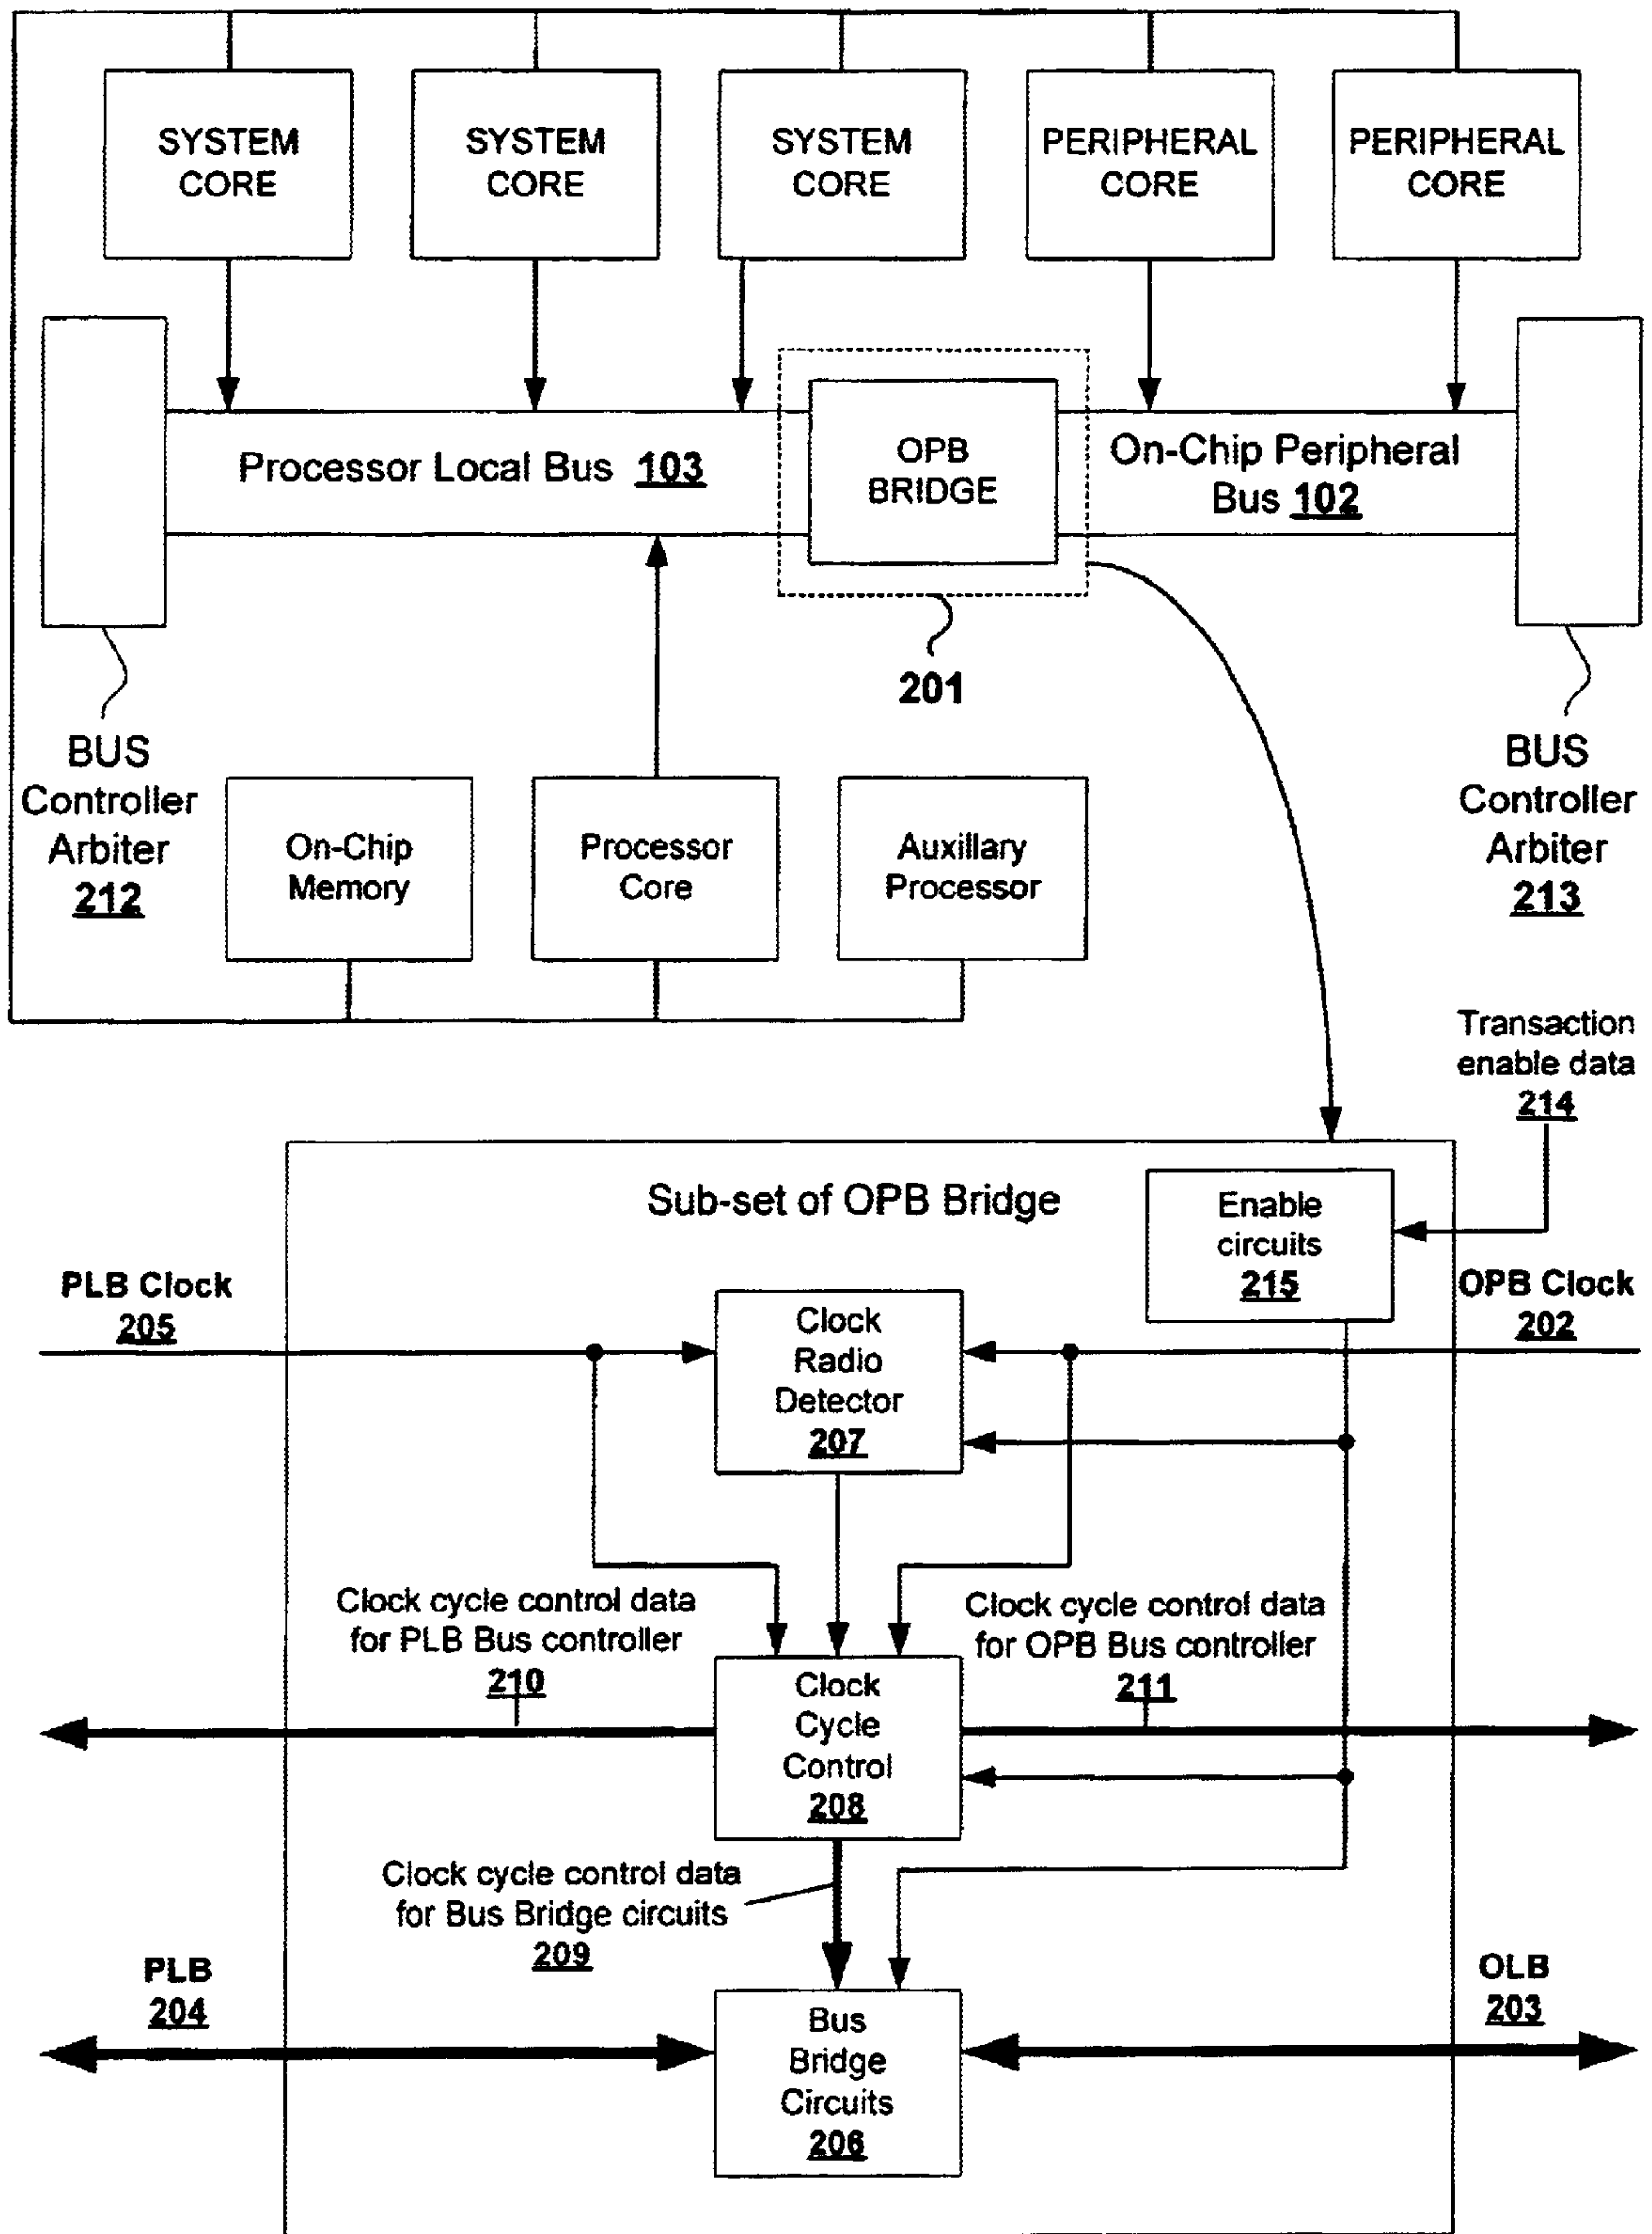 SYSTEM
CORE
SYSTEM
CORE
SYSTEM
CORE
PERIPHERAL
CORE
PERIPHERAL
CORE
Processor Local Bus 103
OPB
BRIDGE
On-Chip Peripheral
Bus 102
201
BUS
Controller
Arbiter
212
BUS
Controller
Arbiter
213
On-Chip
Memory
Processor
Core
Auxillary
Processor
Transaction
enable data
214
Sub-set of OPB Bridge
Enable
circuits
215
PLB Clock
205
OPB Clock
202
Clock
Radio
Detector
207
Clock cycle control data
for PLB Bus controller
210
Clock cycle control data
for OPB Bus controller
211
Clock
Cycle
Control
208
Clock cycle control data
for Bus Bridge circuits
209
PLB
204
OLB
203
Bus
Bridge
Circuits
206